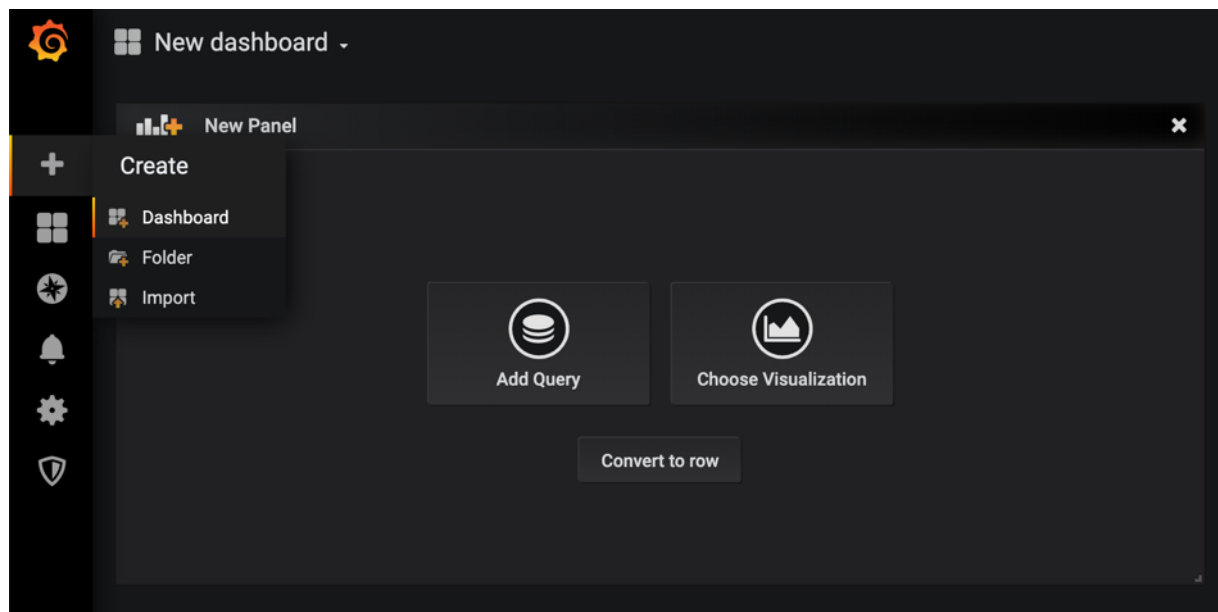 New dashboard
New Panel
Create
Dashboard
Folder
Import
Add Query
Choose Visualization
Convert to row